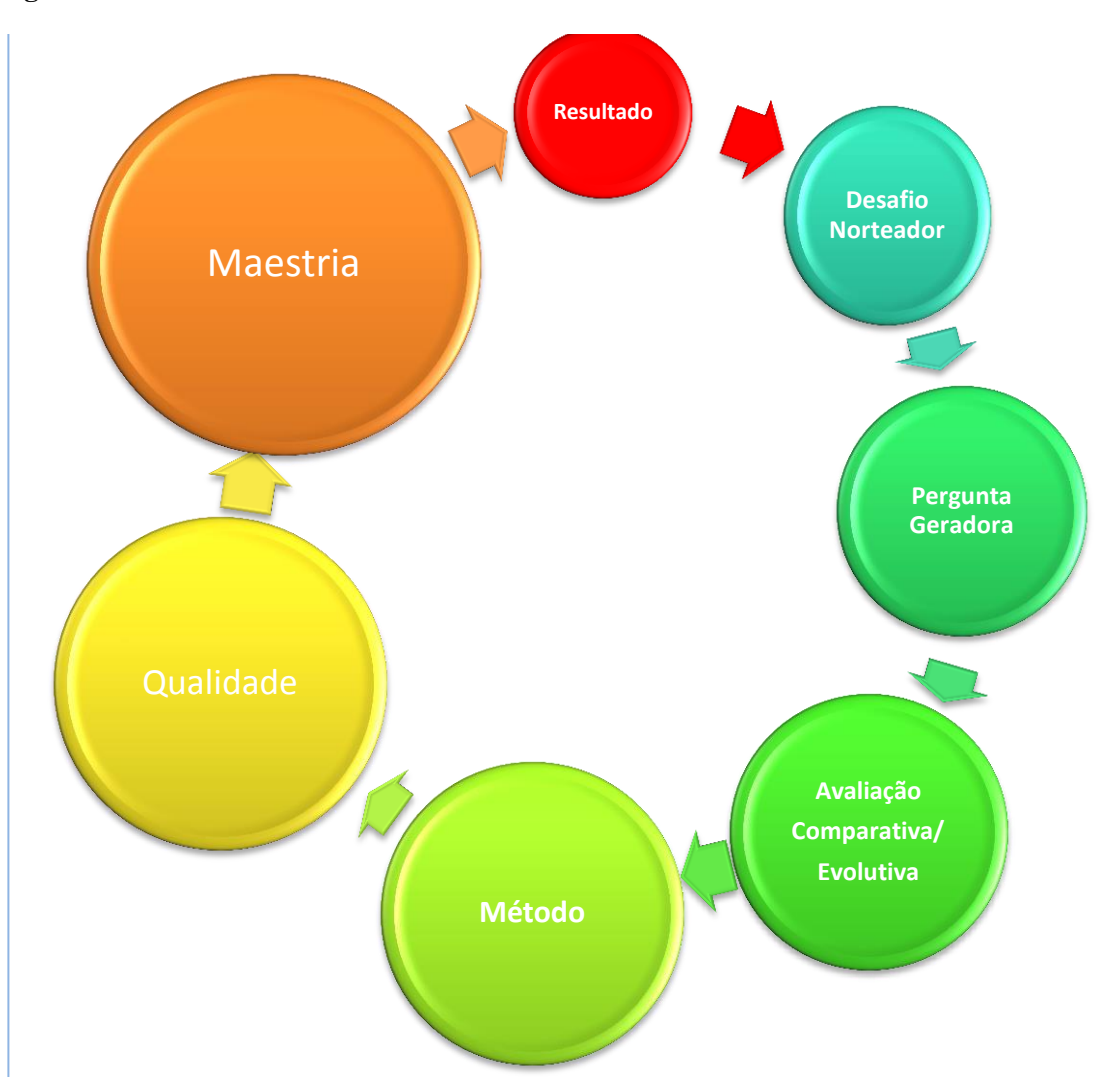 Resultado
Desafio
Norteador
Pergunta
Geradora
Avaliação
Comparativa/
Evolutiva
Método
Qualidade
Maestria